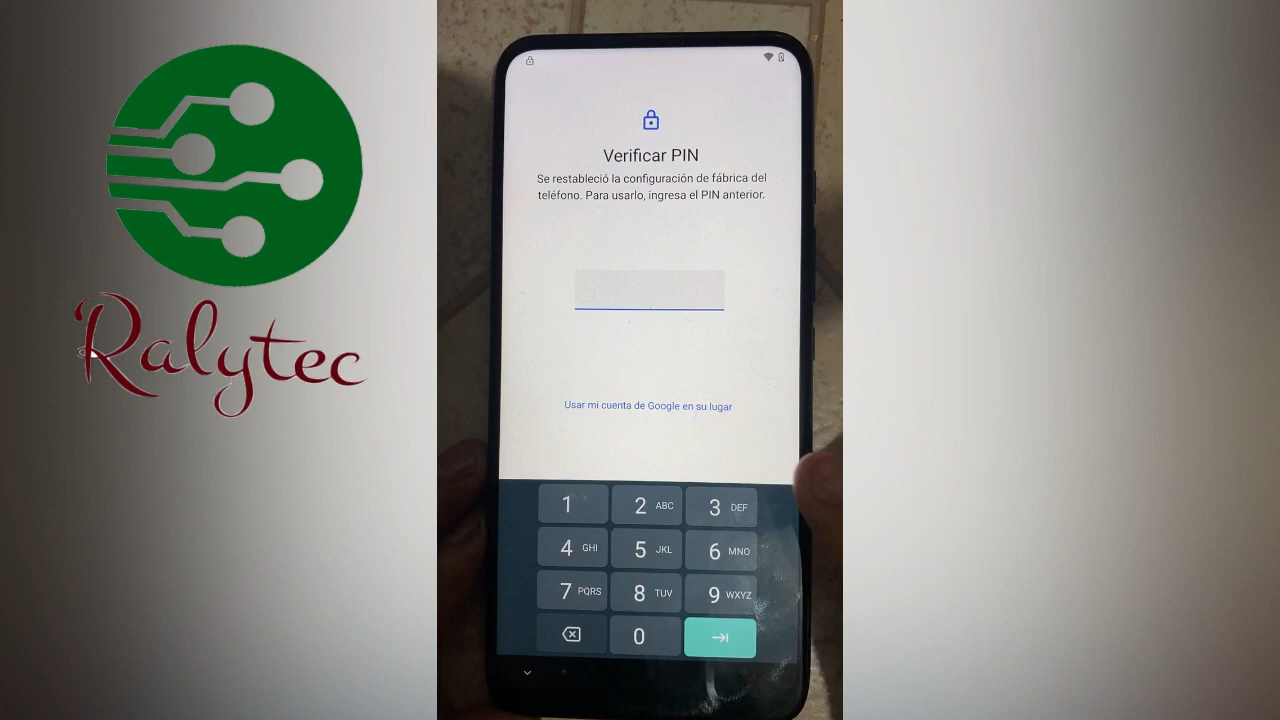 Ralytec
Verificar PIN
Se restableció la configuración de fábrica del
teléfono. Para usarlo, ingresa el PIN anterior.
Usar mi cuenta de Google en su lugar
1
2 ABC
3 DEF
4 GHI
5 JKL
6 MNO
7 PQRS
8 TUV
9 WXYZ
0